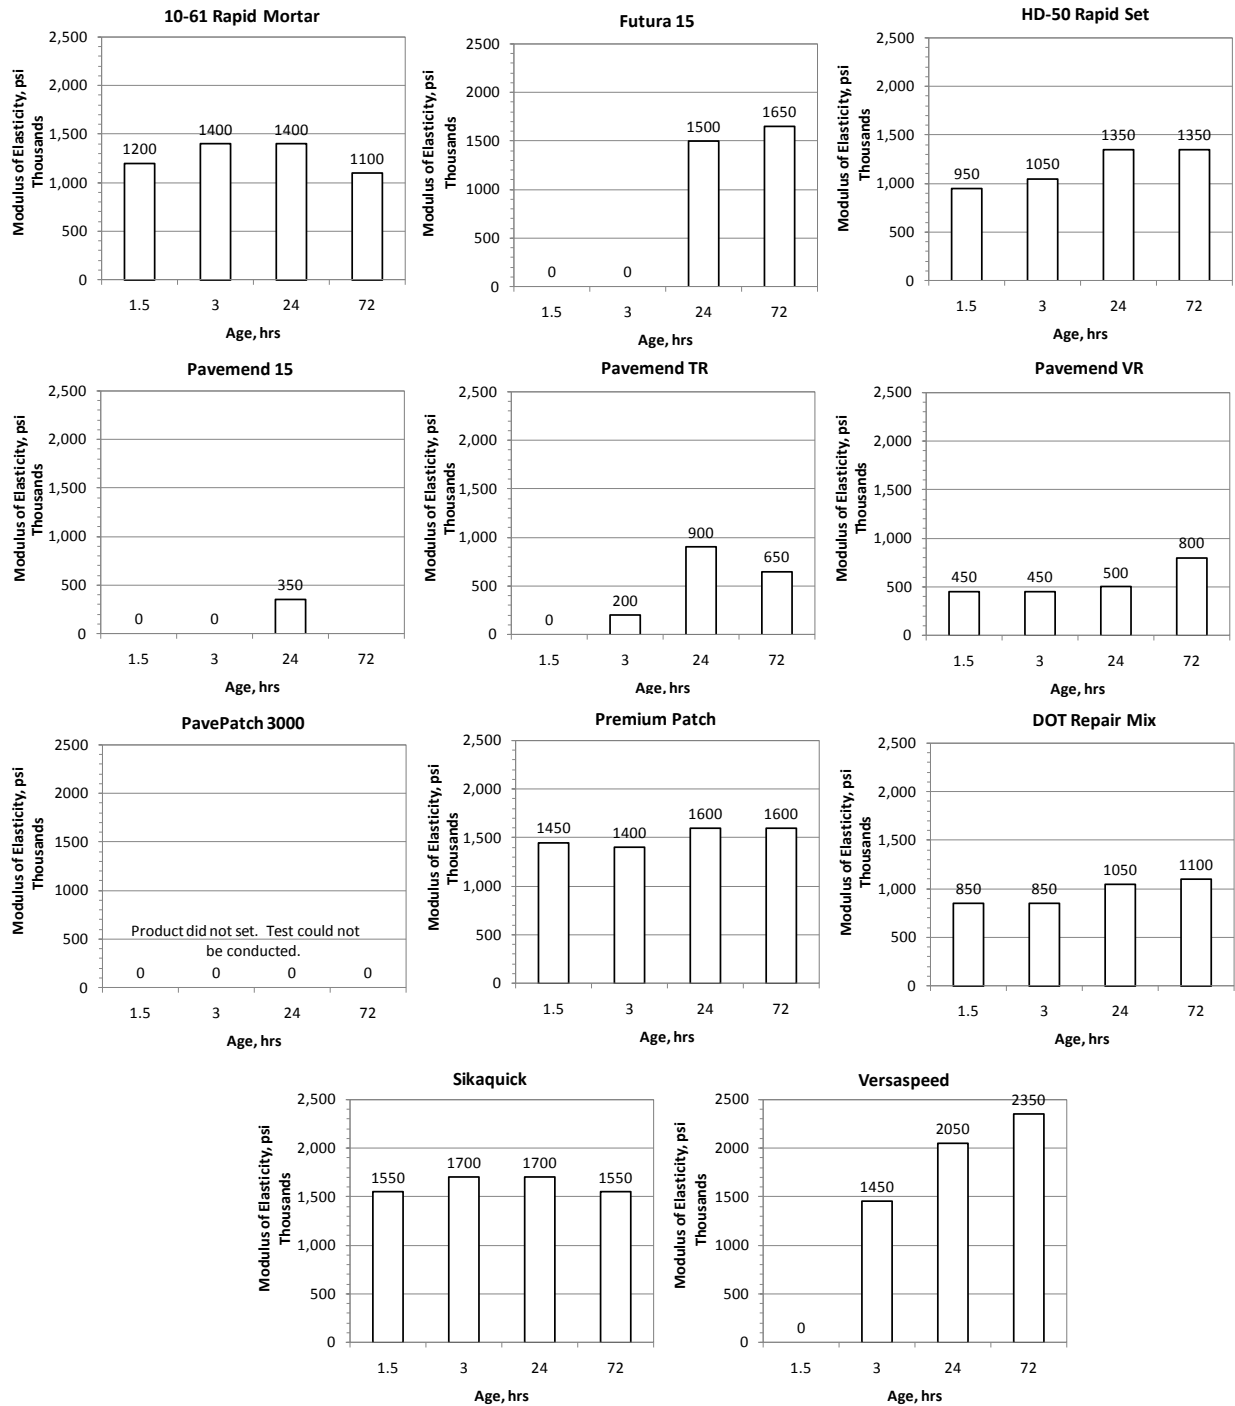 10-61 Rapid Mortar
Modulus of Elasticity, psi
Thousands
2,500
2,000
1,500
1,000
500
0
1200
1400
1400
1100
1.5 3 24 72
Age, hrs
Futura 15
Modulus of Elasticity, psi
Thousands
2500
2000
1500
1000
500
0
0
0
1500
1650
1.5 3 24 72
Age, hrs
HD-50 Rapid Set
Modulus of Elasticity, psi
Thousands
2,500
2,000
1,500
1,000
500
0
950
1050
1350
1350
1.5 3 24 72
Age, hrs
Pavemend 15
Modulus of Elasticity, psi
Thousands
2,500
2,000
1,500
1,000
500
0
0
0
350
1.5 3 24 72
Age, hrs
Pavemend TR
Modulus of Elasticity, psi
Thousands
2,500
2,000
1,500
1,000
500
0
0
200
900
650
1.5 3 24 72
Age, hrs
Pavemend VR
Modulus of Elasticity, psi
Thousands
2,500
2,000
1,500
1,000
500
0
450
450
500
800
1.5 3 24 72
Age, hrs
PavePatch 3000
Modulus of Elasticity, psi
Thousands
2500
2000
1500
1000
500
0
Product did not set. Test could not
be conducted.
0 0 0 0
1.5 3 24 72
Age, hrs
Premium Patch
Modulus of Elasticity, psi
Thousands
2,500
2,000
1,500
1,000
500
0
1450
1400
1600
1600
1.5 3 24 72
Age, hrs
DOT Repair Mix
Modulus of Elasticity, psi
Thousands
2,500
2,000
1,500
1,000
500
0
850
850
1050
1100
1.5 3 24 72
Age, hrs
Sikaquick
Modulus of Elasticity, psi
Thousands
2,500
2,000
1,500
1,000
500
0
1550
1700
1700
1550
1.5 3 24 72
Age, hrs
Versaspeed
Modulus of Elasticity, psi
Thousands
2500
2000
1500
1000
500
0
0
1450
2050
2350
1.5 3 24 72
Age, hrs